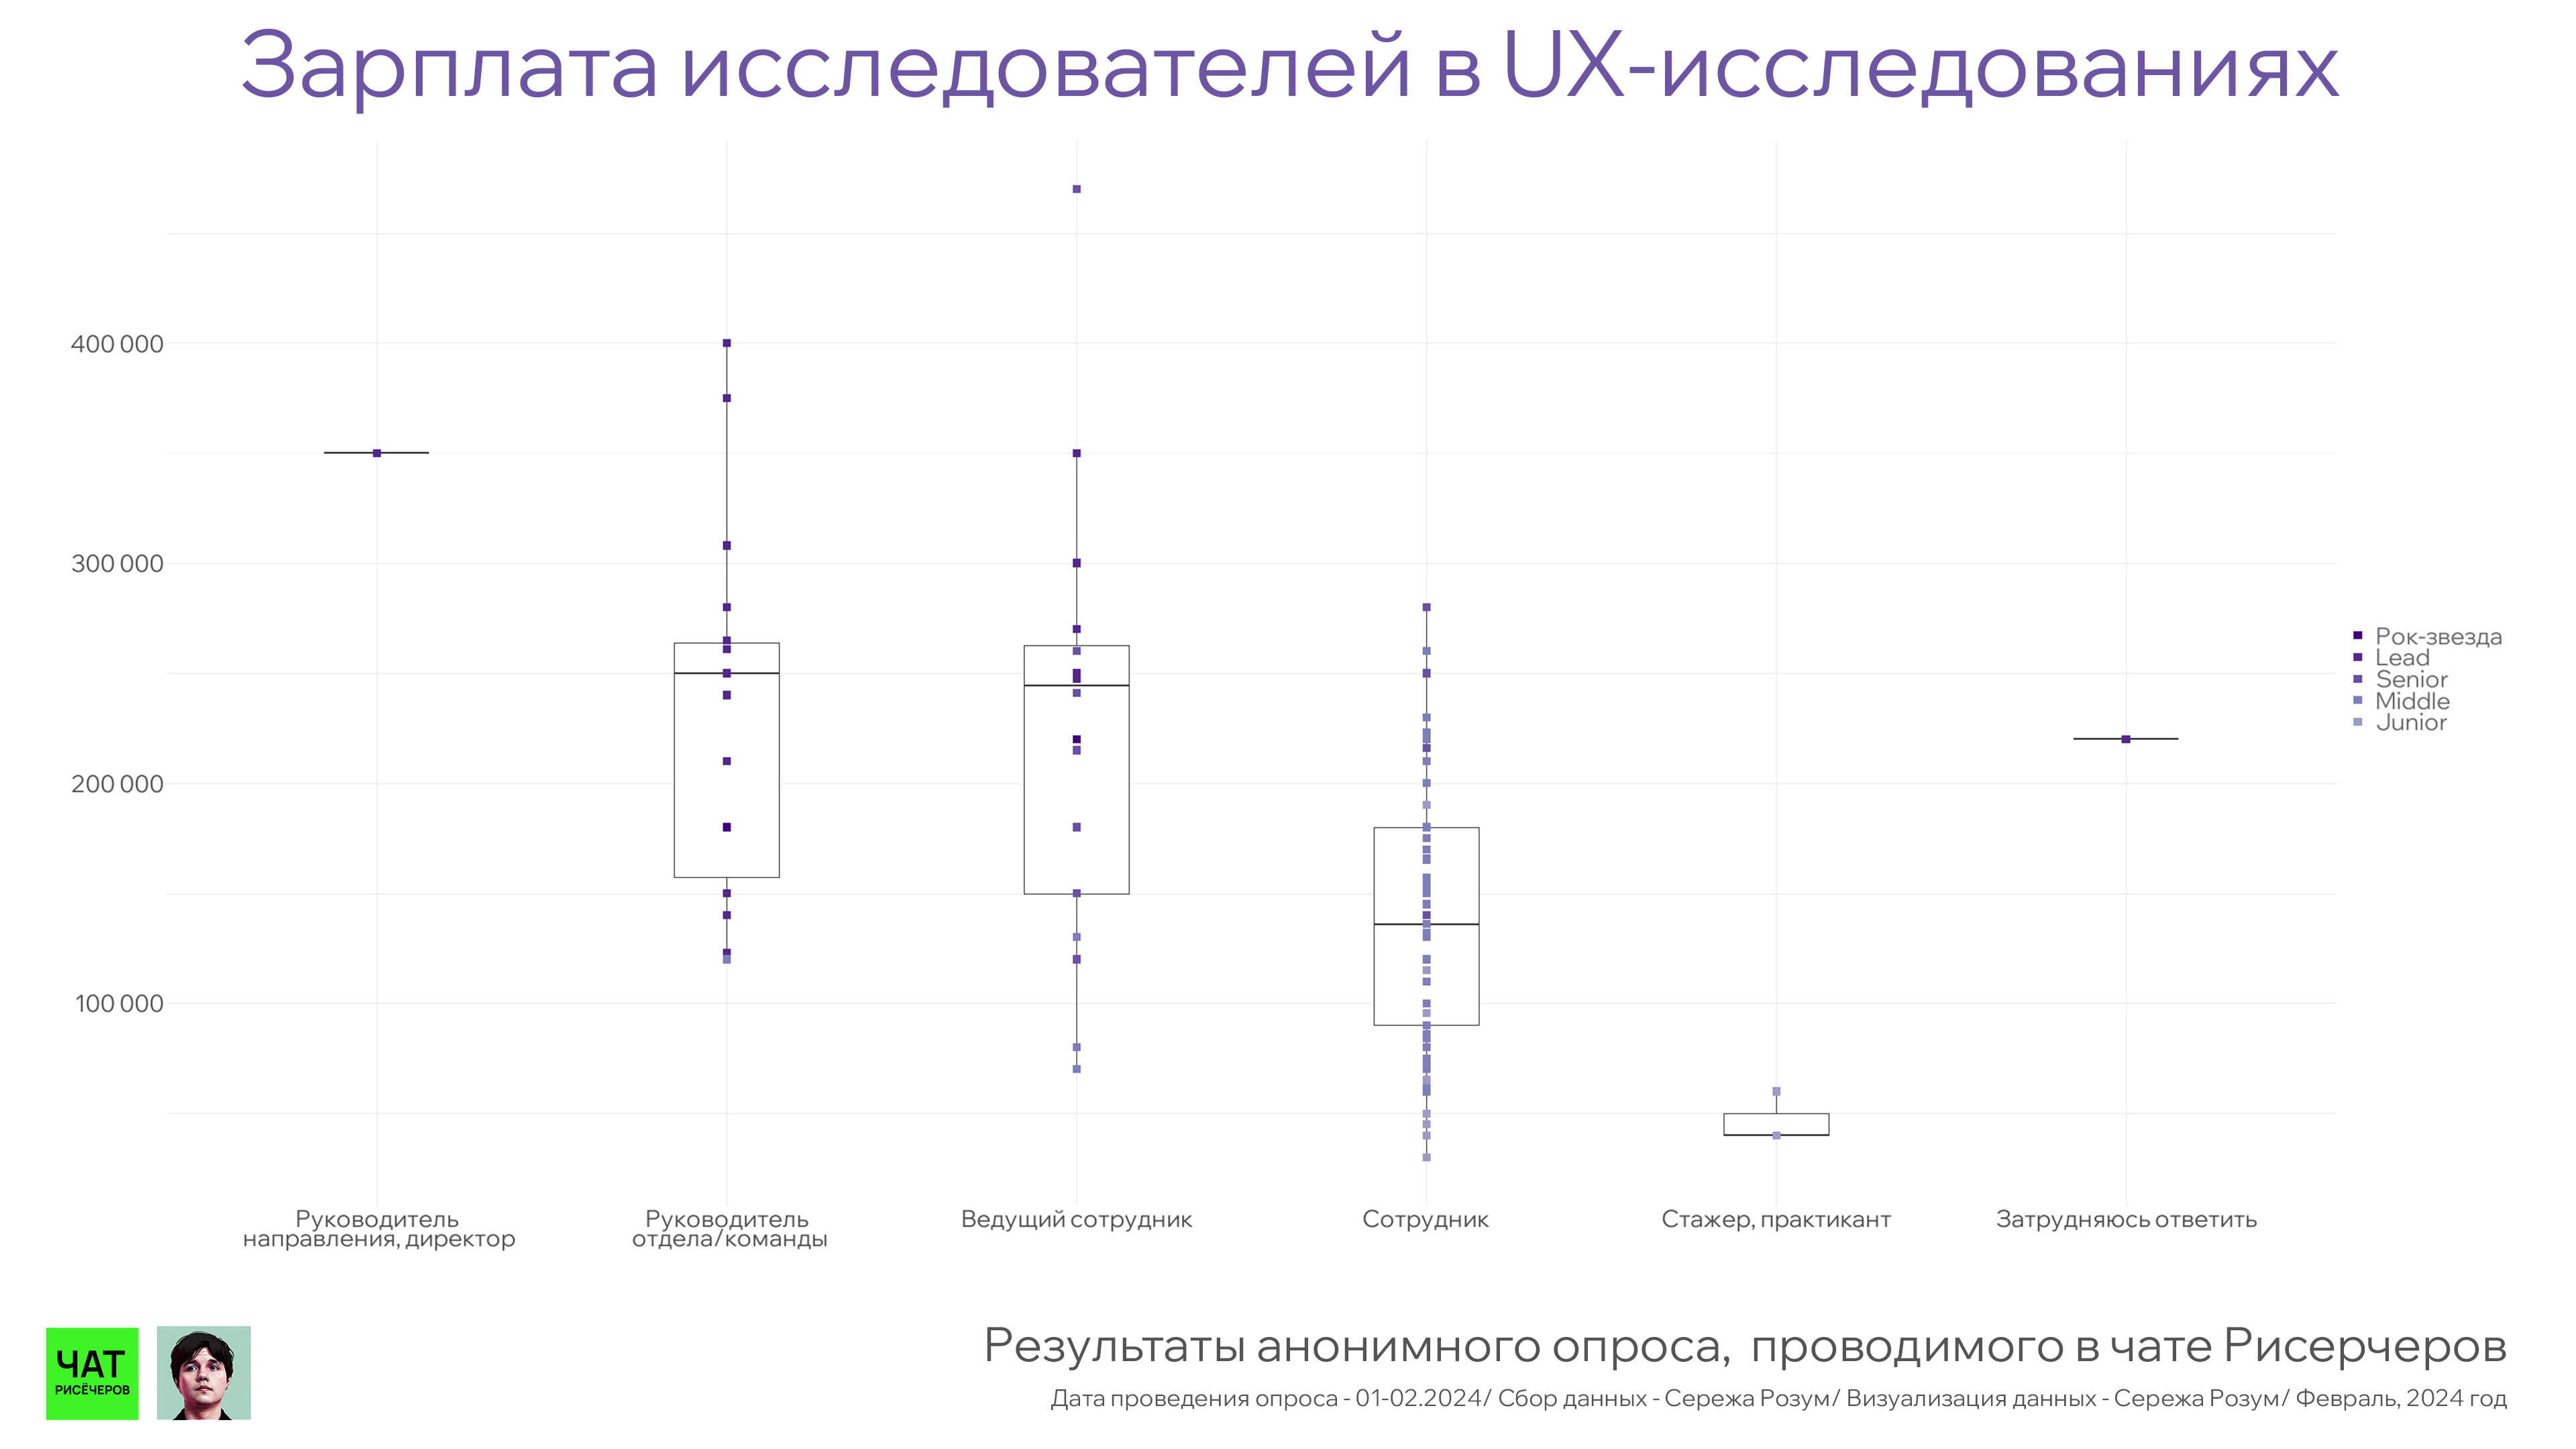 Зарплата исследователей в UX-исследованиях
400 000
300 000
200 000
100 000
Рок-звезда
Lead
Senior
Middle
Junior
Руководитель
направления, директор
Руководитель
отдела/команды
Ведущий сотрудник
Сотрудник
Стажер, практикант
Затрудняюсь ответить
ЧАТ
РИСЁЧЕРОВ
Результаты анонимного опроса, проводимого в чате Рисерчеров
Дата проведения опроса - 01-02.2024/ Сбор данных - Сережа Розум/ Визуализация данных - Сережа Розум/ Февраль, 2024 год